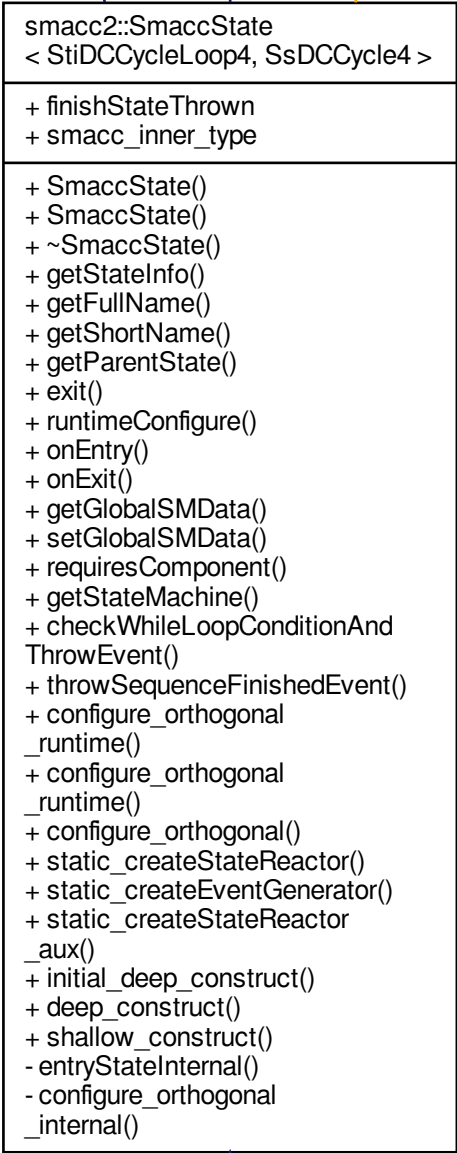 smacc2::SmaccState
< StiDCCycleLoop4, SsDCCycle4 >
+ finishStateThrown
+ smacc_inner_type
+ SmaccState()
+ SmaccState()
+ ~SmaccState()
+ getStateInfo()
+ getFullName()
+ getShortName()
+ getParentState()
+ exit()
+ runtimeConfigure()
+ onEntry()
+ onExit()
+ getGlobalSMData()
+ setGlobalSMData()
+ requiresComponent()
+ getStateMachine()
+ checkWhileLoopConditionAnd
ThrowEvent()
+ throwSequenceFinishedEvent()
+ configure_orthogonal
_runtime()
+ configure_orthogonal
_runtime()
+ configure_orthogonal()
+ static_createStateReactor()
+ static_createEventGenerator()
+ static_createStateReactor
_aux()
+ initial_deep_construct()
+ deep_construct()
+ shallow_construct()
- entryStateInternal()
- configure_orthogonal
_internal()